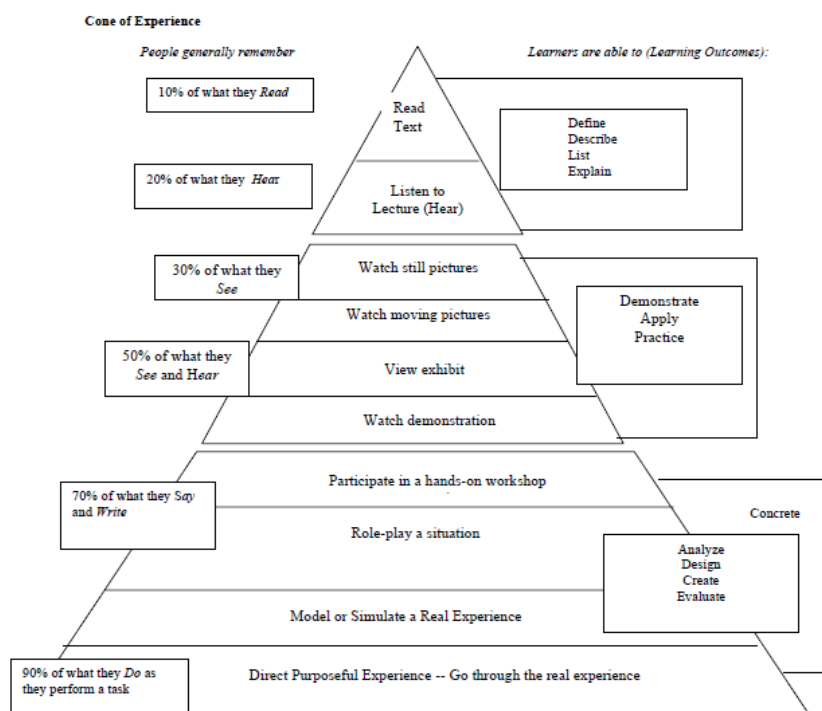 Cone of Experience
People generally remember
Learners are able to (Learning Outcomes):
10% of what they Read
Read
Text
Define
Describe
List
Explain
20% of what they Hear
Listen to
Lecture (Hear)
30% of what they
See
Watch still pictures
Watch moving pictures
Demonstrate
Apply
Practice
50% of what they
See and Hear
View exhibit
Watch demonstration
70% of what they Say
and Write
Participate in a hands-on workshop
Role-play a situation
Concrete
Analyze
Design
Create
Evaluate
Model or Simulate a Real Experience
90% of what they Do as
they perform a task
Direct Purposeful Experience -- Go through the real experience